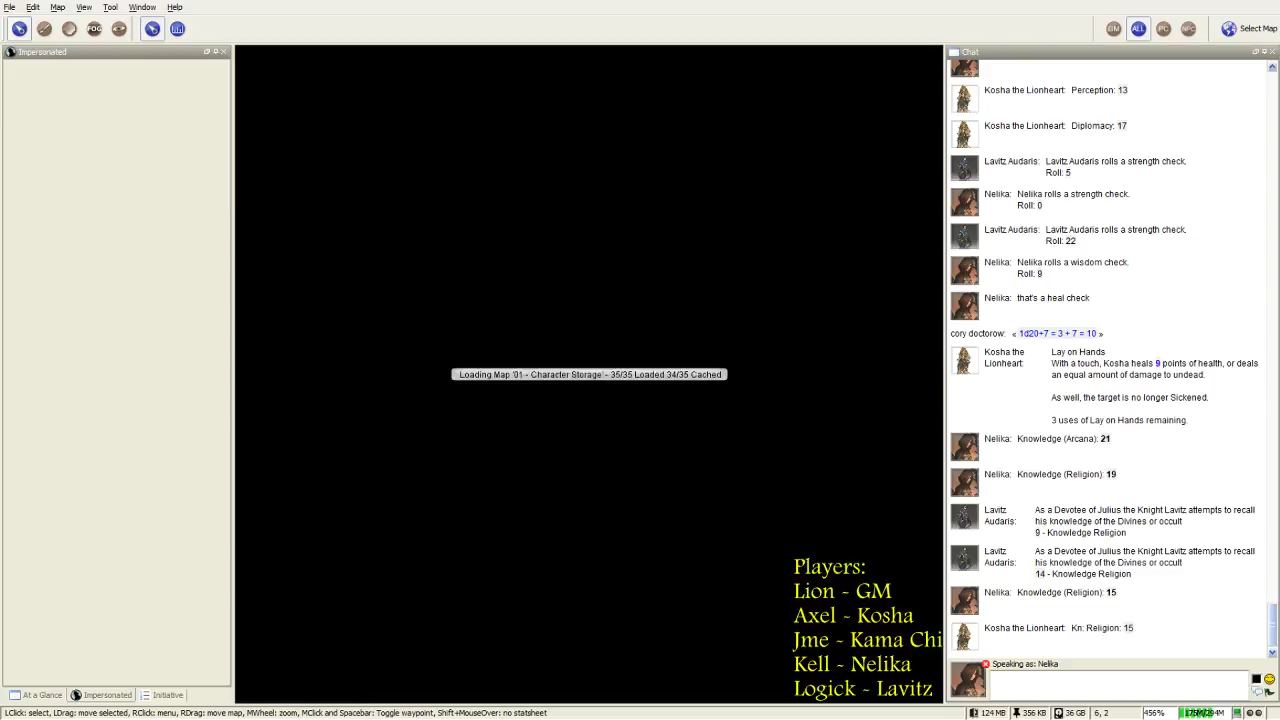 File Edit Map View Tool Window Help
FOG
GM ALL PC NPC Select Map
Impersonated
Chat
Kosha the Lionheart: Perception: 13
Kosha the Lionheart: Diplomacy: 17
Lavitz Audaris: Lavitz Audaris rolls a strength check.
Roll: 5
Nelika: Nelika rolls a strength check.
Roll: 0
Lavitz Audaris: Lavitz Audaris rolls a strength check.
Roll: 22
Nelika: Nelika rolls a wisdom check.
Roll: 9
Nelika: that's a heal check
cory doctorow: « 1d20+7 = 3 + 7 = 10 »
Kosha the Lionheart: Lay on Hands
With a touch, Kosha heals 9 points of health, or deals
an equal amount of damage to undead.
As well, the target is no longer Sickened.
3 uses of Lay on Hands remaining.
Nelika: Knowledge (Arcana): 21
Nelika: Knowledge (Religion): 19
Lavitz Audaris: As a Devotee of Julius the Knight Lavitz attempts to recall
his knowledge of the Divines or occult
9 - Knowledge Religion
Lavitz Audaris: As a Devotee of Julius the Knight Lavitz attempts to recall
his knowledge of the Divines or occult
14 - Knowledge Religion
Nelika: Knowledge (Religion): 15
Kosha the Lionheart: Kn: Religion: 15
Speaking as: Nelika
Loading Map '01 - Character Storage' - 35/35 Loaded 34/35 Cached
Players:
Lion - GM
Axel - Kosha
Jme - Kama Chi
Kell - Nelika
Logick - Lavitz
At a Glance Impersonated Initiative
LClick: select, LDrag: move selected, RClick: menu, RDrag: move map, MWheel: zoom, MClick and Spacebar: Toggle waypoint, Shift+MouseOver: no statsheet
124 MB 356 KB 36 GB 6, 2 456% 175M/294M